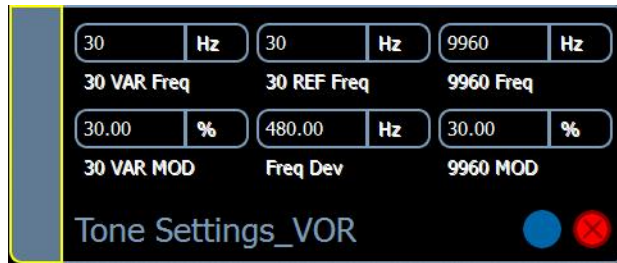 30 Hz 30 Hz 9960 Hz
30 VAR Freq 30 REF Freq 9960 Freq
30.00 % 480.00 Hz 30.00 %
30 VAR MOD Freq Dev 9960 MOD
Tone Settings_VOR